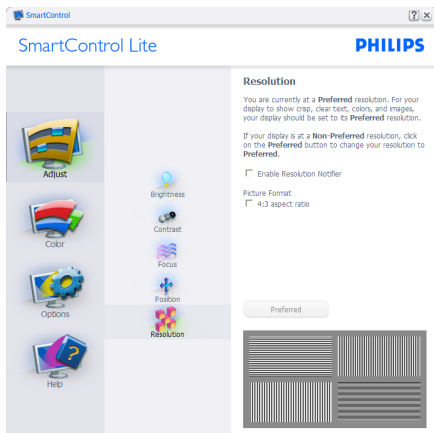 SmartControl
SmartControl Lite
PHILIPS
Adjust
Color
Options
Help
Brightness
Contrast
Focus
Position
Resolution
Resolution
You are currently at a Preferred resolution. For your
display to show crisp, clear text, colors, and images,
your display should be set to its Preferred resolution.
If your display is at a Non-Preferred resolution, click
on the Preferred button to change your resolution to
Preferred.
Enable Resolution Notifier
Picture Format
4:3 aspect ratio
Preferred